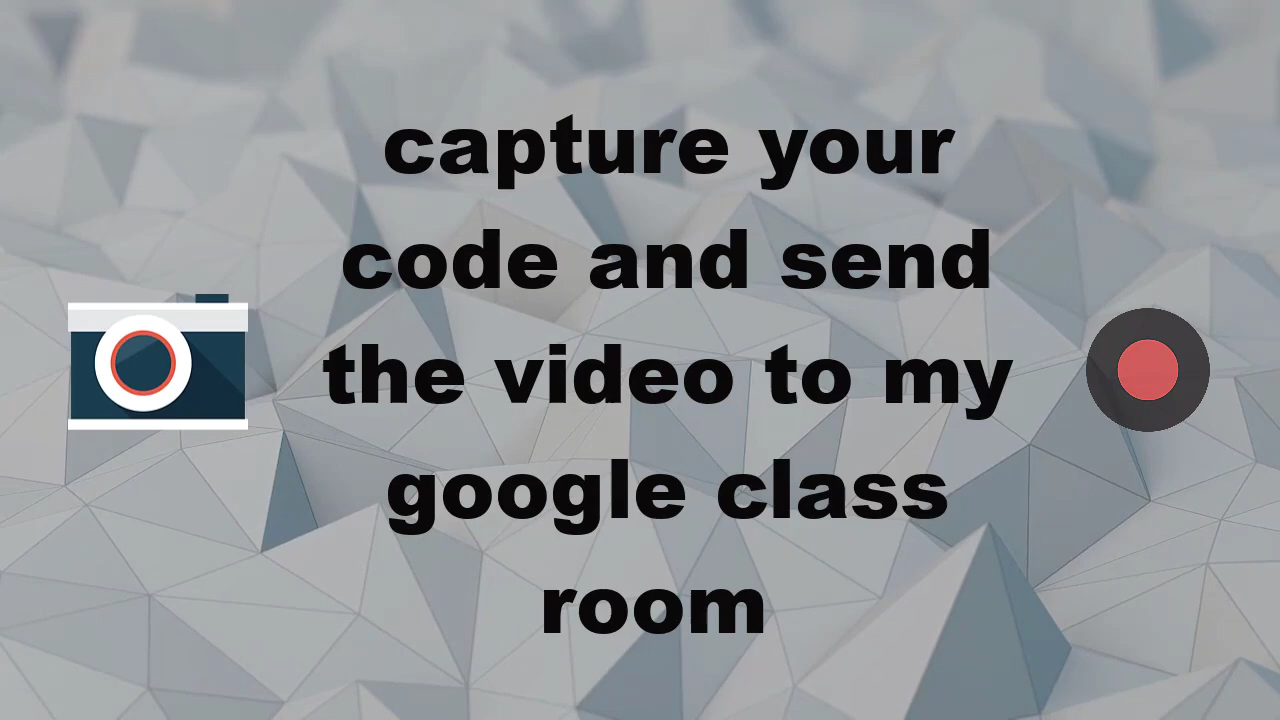 capture your
code and send
the video to my
google class
room